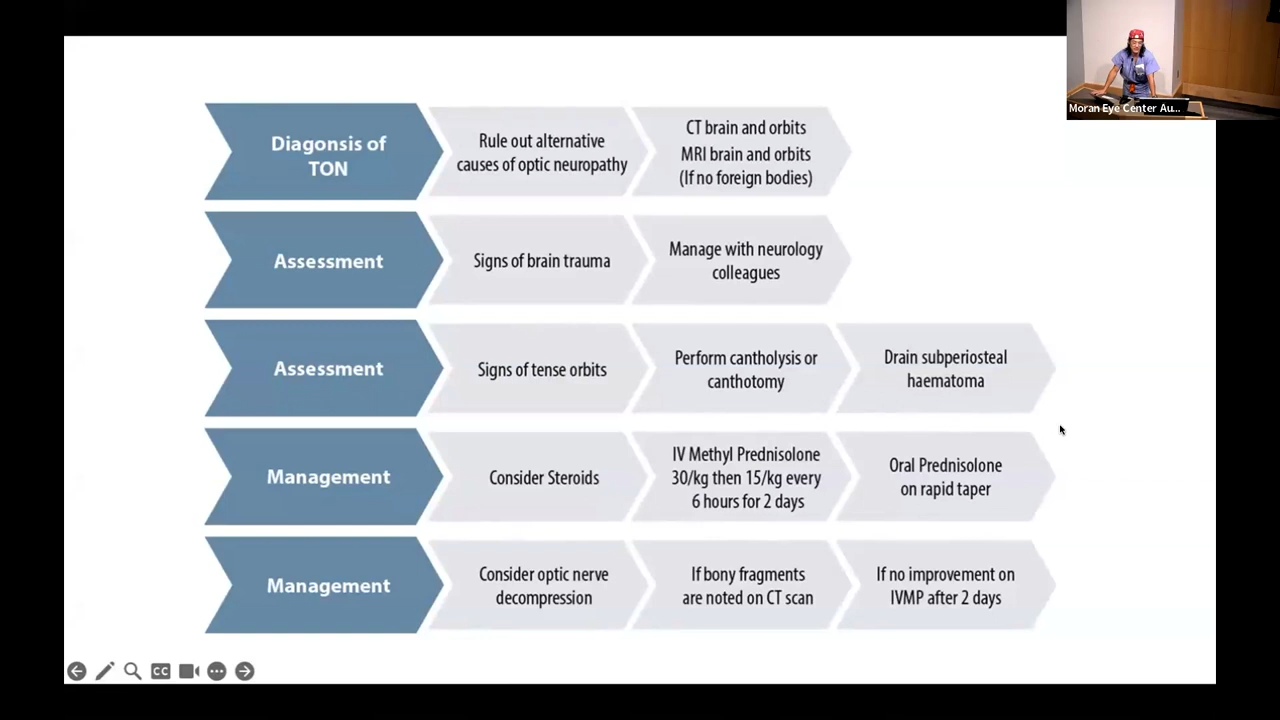 Moran Eye Center Au...
Diagonsis of
TON
Rule out alternative
causes of optic neuropathy
CT brain and orbits
MRI brain and orbits
(If no foreign bodies)
Assessment
Signs of brain trauma
Manage with neurology
colleagues
Assessment
Signs of tense orbits
Perform cantholysis or
canthotomy
Drain subperiosteal
haematoma
Management
Consider Steroids
IV Methyl Prednisolone
30/kg then 15/kg every
6 hours for 2 days
Oral Prednisolone
on rapid taper
Management
Consider optic nerve
decompression
If bony fragments
are noted on CT scan
If no improvement on
IVMP after 2 days
CC